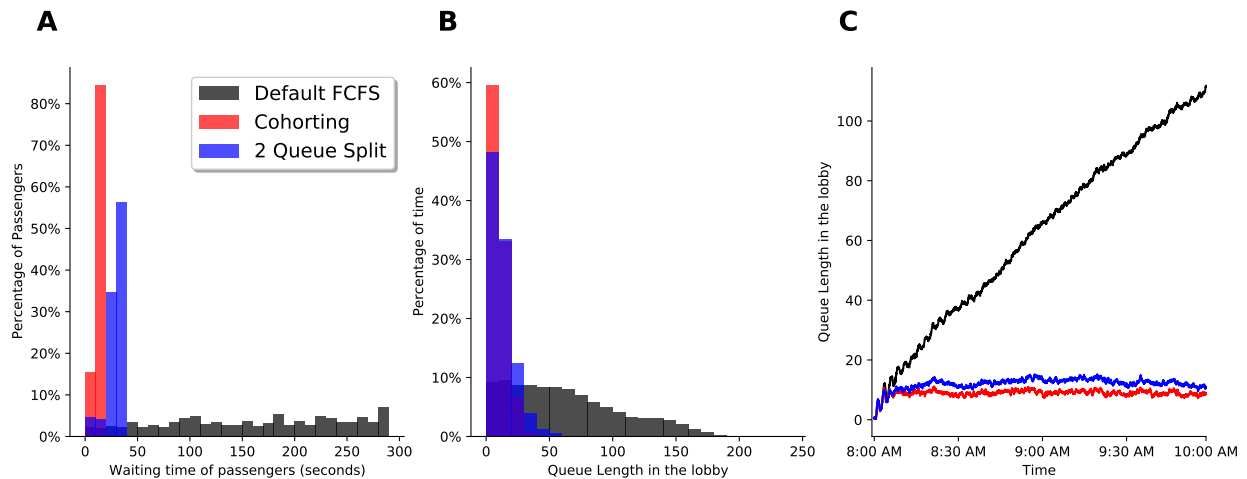 A
B
C
Default FCFS
Cohorting
2 Queue Split
Percentage of Passengers
80%
70%
60%
50%
40%
30%
20%
10%
0%
0 50 100 150 200 250 300
Waiting time of passengers (seconds)
Percentage of time
60%
50%
40%
30%
20%
10%
0%
0 50 100 150 200 250
Queue Length in the lobby
Queue Length in the lobby
100
80
60
40
20
0
8:00 AM 8:30 AM 9:00 AM 9:30 AM 10:00 AM
Time